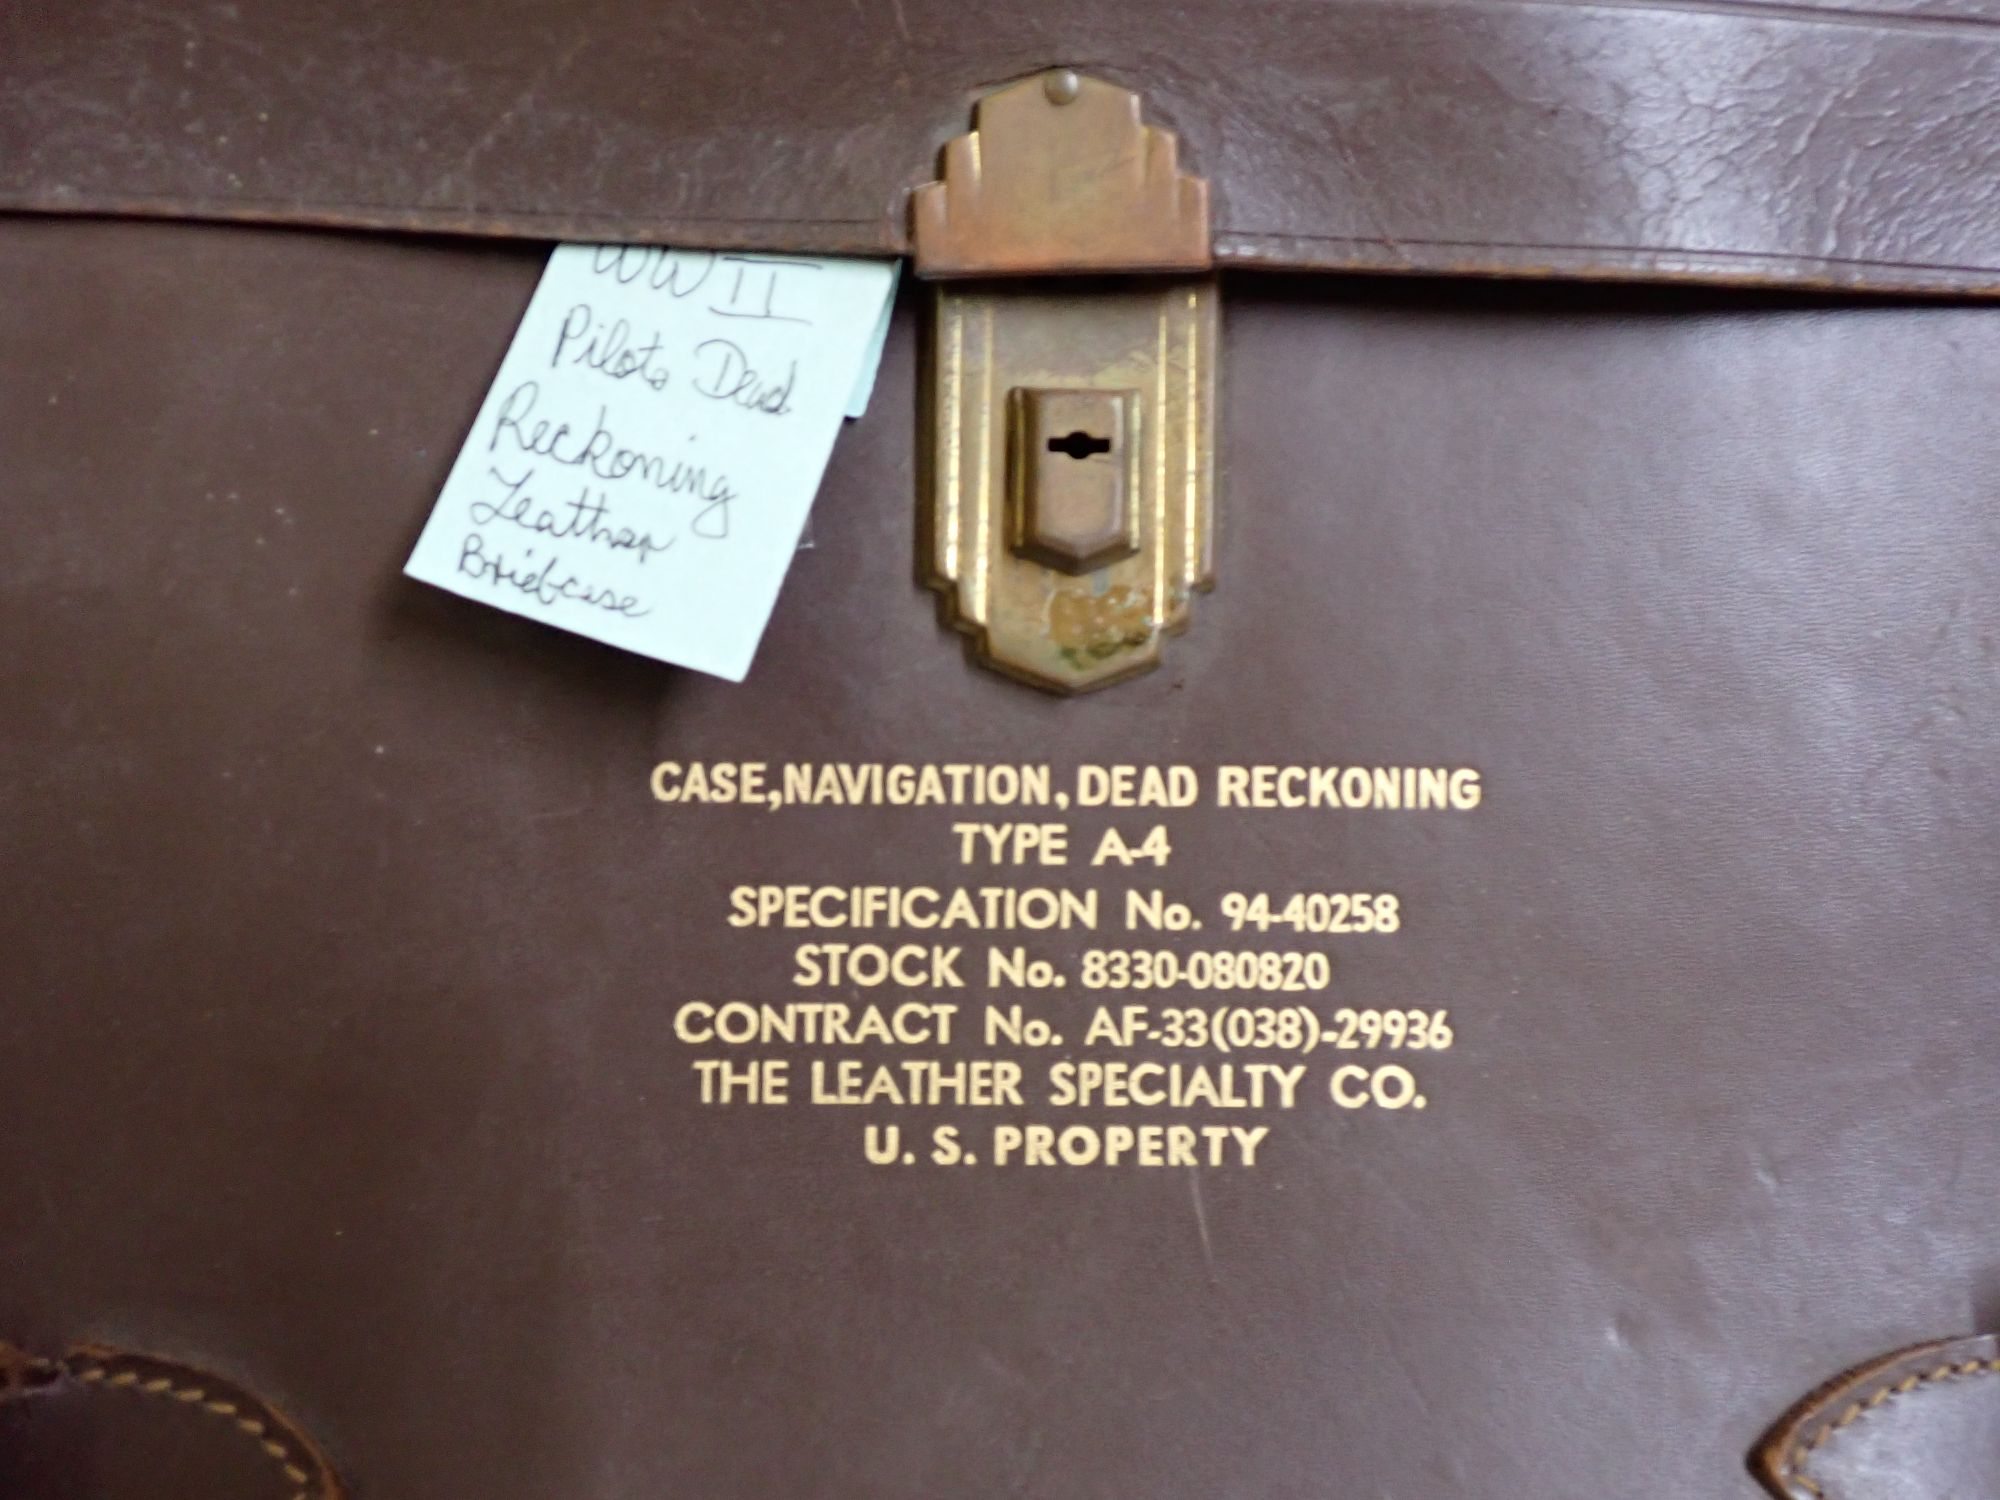 WW II
Pilots Dead
Reckoning
Leather
Briefcase
CASE,NAVIGATION,DEAD RECKONING
TYPE A-4
SPECIFICATION No. 94-40258
STOCK No. 8330-080820
CONTRACT No. AF-33(038)-29936
THE LEATHER SPECIALTY CO.
U. S. PROPERTY